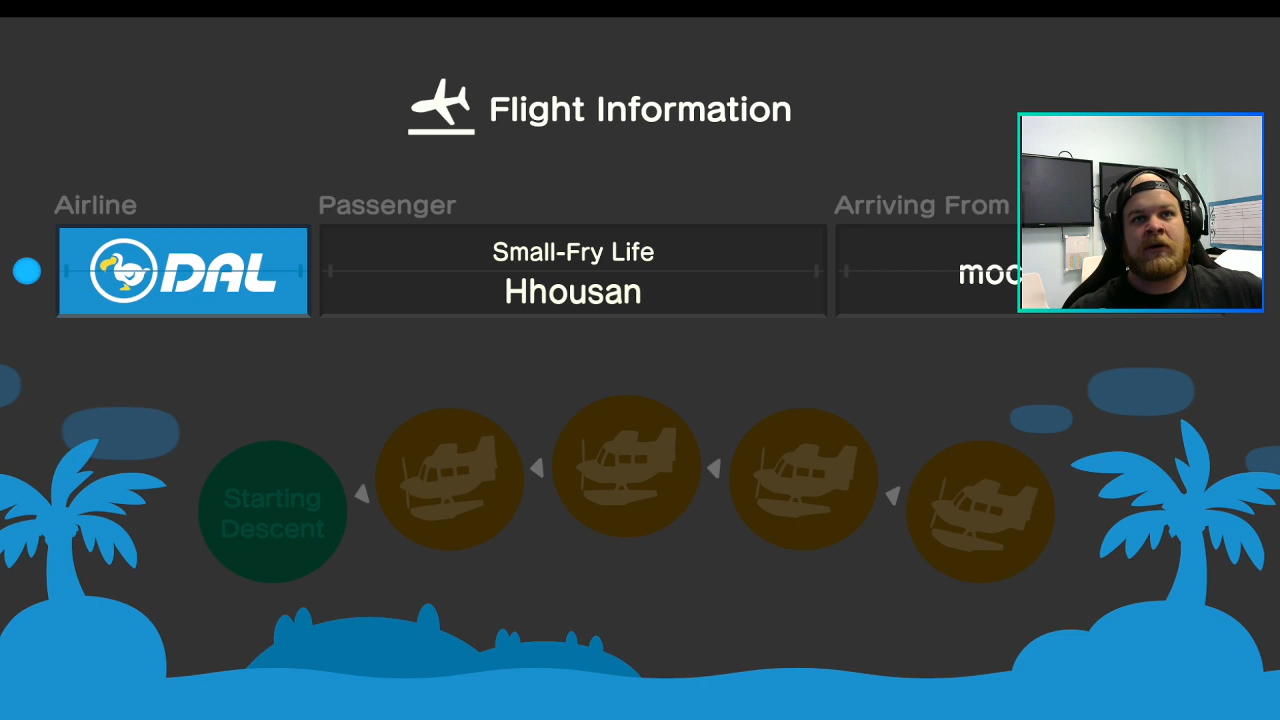 Flight Information
Airline
Passenger
Arriving From
DAL
Small-Fry Life
Hhousan
Starting
Descent